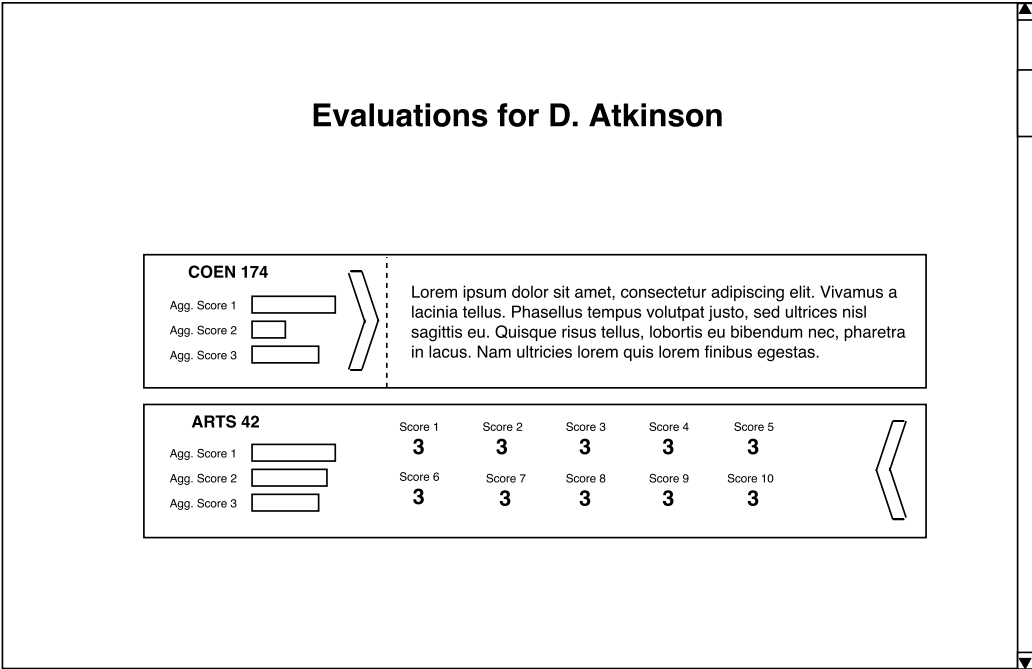 Evaluations for D. Atkinson
COEN 174
Agg. Score 1
Agg. Score 2
Agg. Score 3
Lorem ipsum dolor sit amet, consectetur adipiscing elit. Vivamus a
lacinia tellus. Phasellus tempus volutpat justo, sed ultrices nisl
sagittis eu. Quisque risus tellus, lobortis eu bibendum nec, pharetra
in lacus. Nam ultricies lorem quis lorem finibus egestas.
ARTS 42
Agg. Score 1
Agg. Score 2
Agg. Score 3
Score 1 Score 2 Score 3 Score 4 Score 5
3 3 3 3 3
Score 6 Score 7 Score 8 Score 9 Score 10
3 3 3 3 3